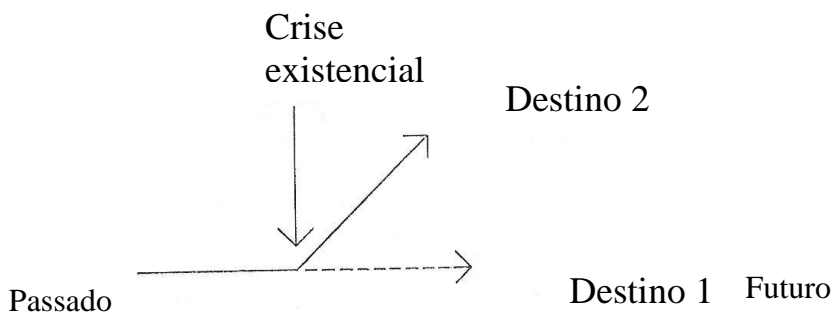 Crise
existencial
Destino 2
Passado
Destino 1 Futuro